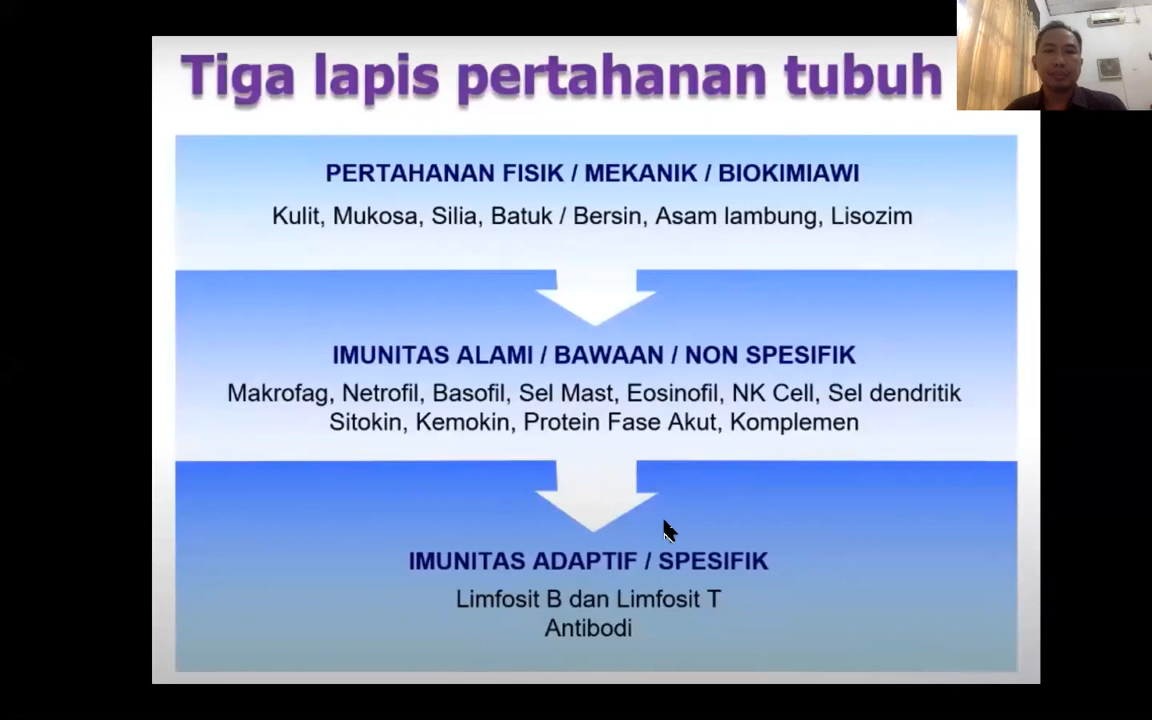 Tiga lapis pertahanan tubuh
PERTAHANAN FISIK / MEKANIK / BIOKIMIAWI
Kulit, Mukosa, Silia, Batuk / Bersin, Asam lambung, Lisozim
IMUNITAS ALAMI / BAWAAN / NON SPESIFIK
Makrofag, Netrofil, Basofil, Sel Mast, Eosinofil, NK Cell, Sel dendritik
Sitokin, Kemokin, Protein Fase Akut, Komplemen
IMUNITAS ADAPTIF / SPESIFIK
Limfosit B dan Limfosit T
Antibodi